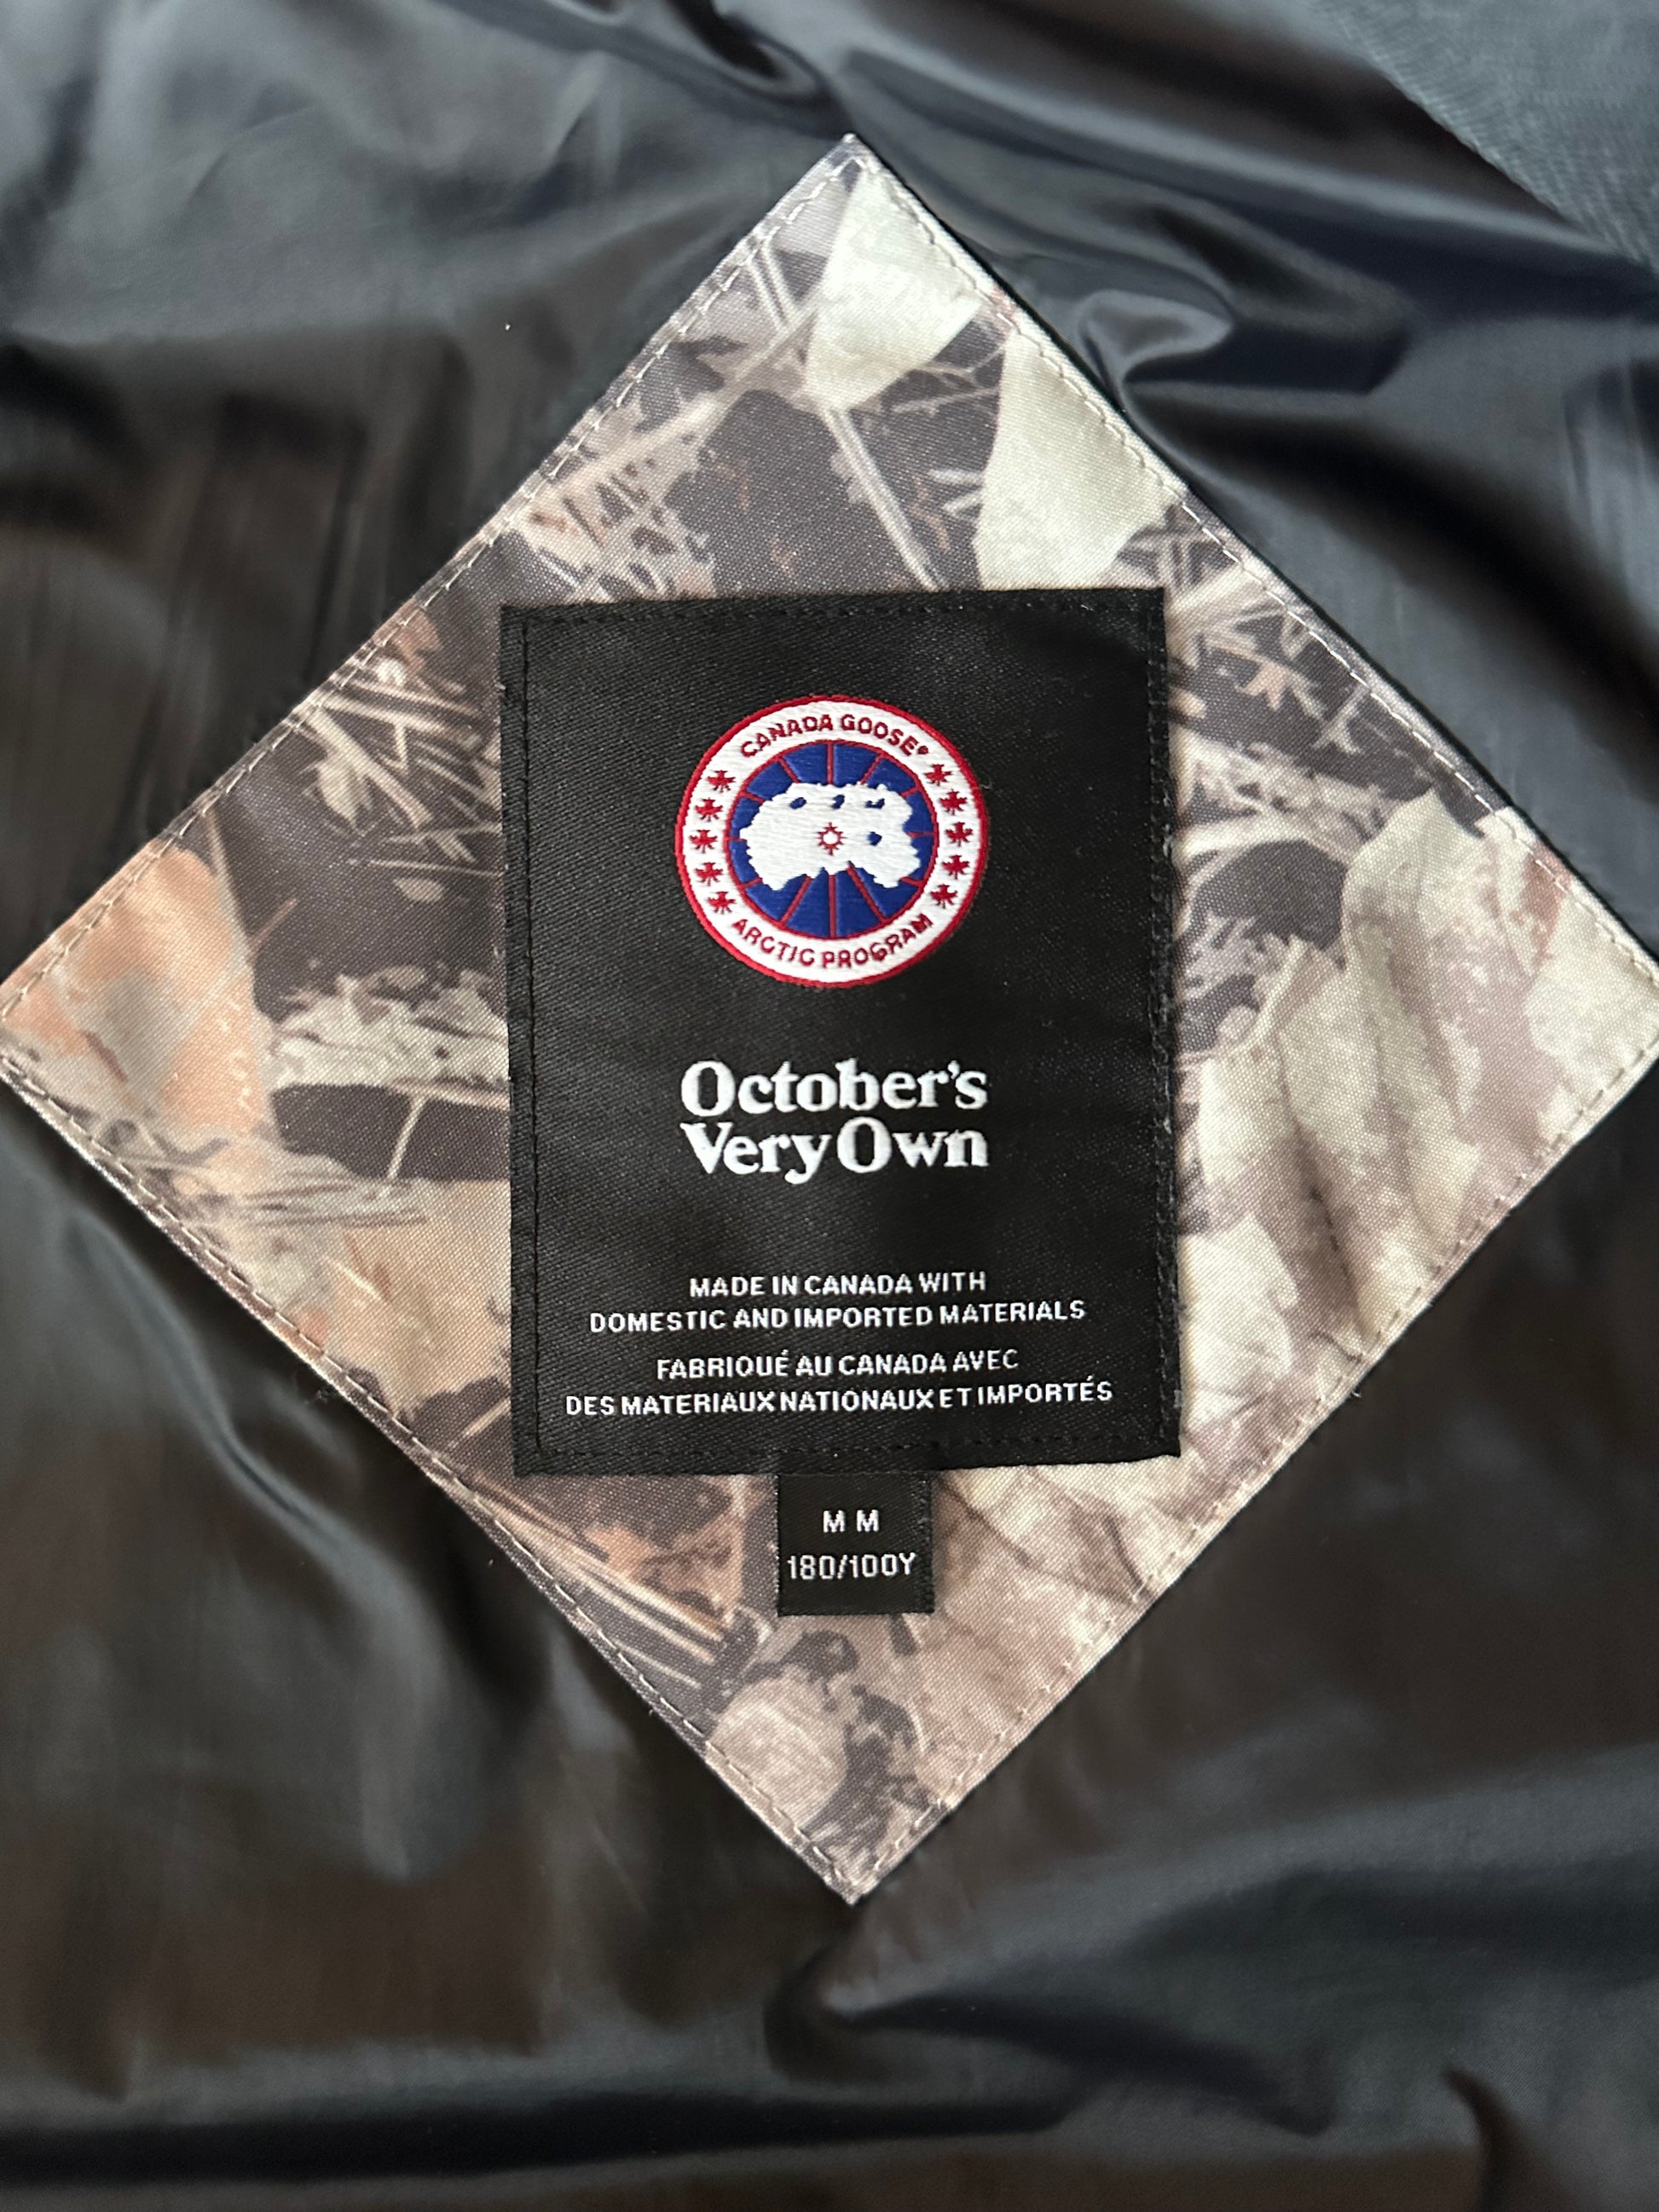 CANADA GOOSE®
ARCTIC PROGRAM
October's
Very Own
MADE IN CANADA WITH
DOMESTIC AND IMPORTED MATERIALS
FABRIQUÉ AU CANADA AVEC
DES MATERIAUX NATIONAUX ET IMPORTÉS
M M
180/100Y